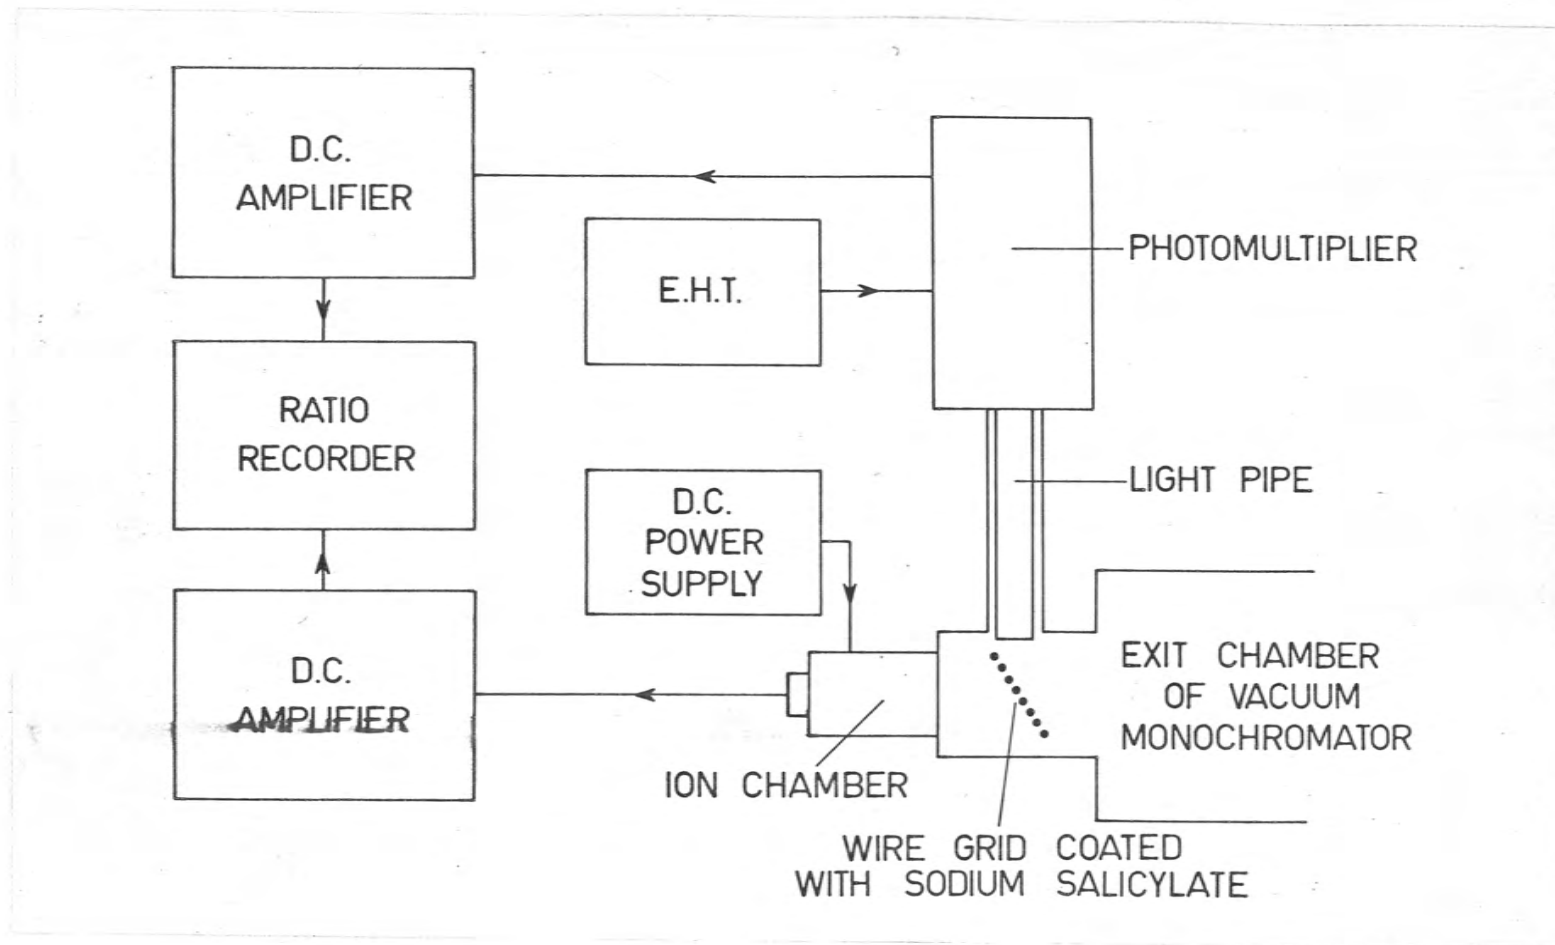 D.C.
AMPLIFIER
E.H.T.
PHOTOMULTIPLIER
RATIO
RECORDER
D.C.
POWER
SUPPLY
LIGHT PIPE
D.C.
AMPLIFIER
ION CHAMBER
EXIT CHAMBER
OF VACUUM
MONOCHROMATOR
WIRE GRID COATED
WITH SODIUM SALICYLATE